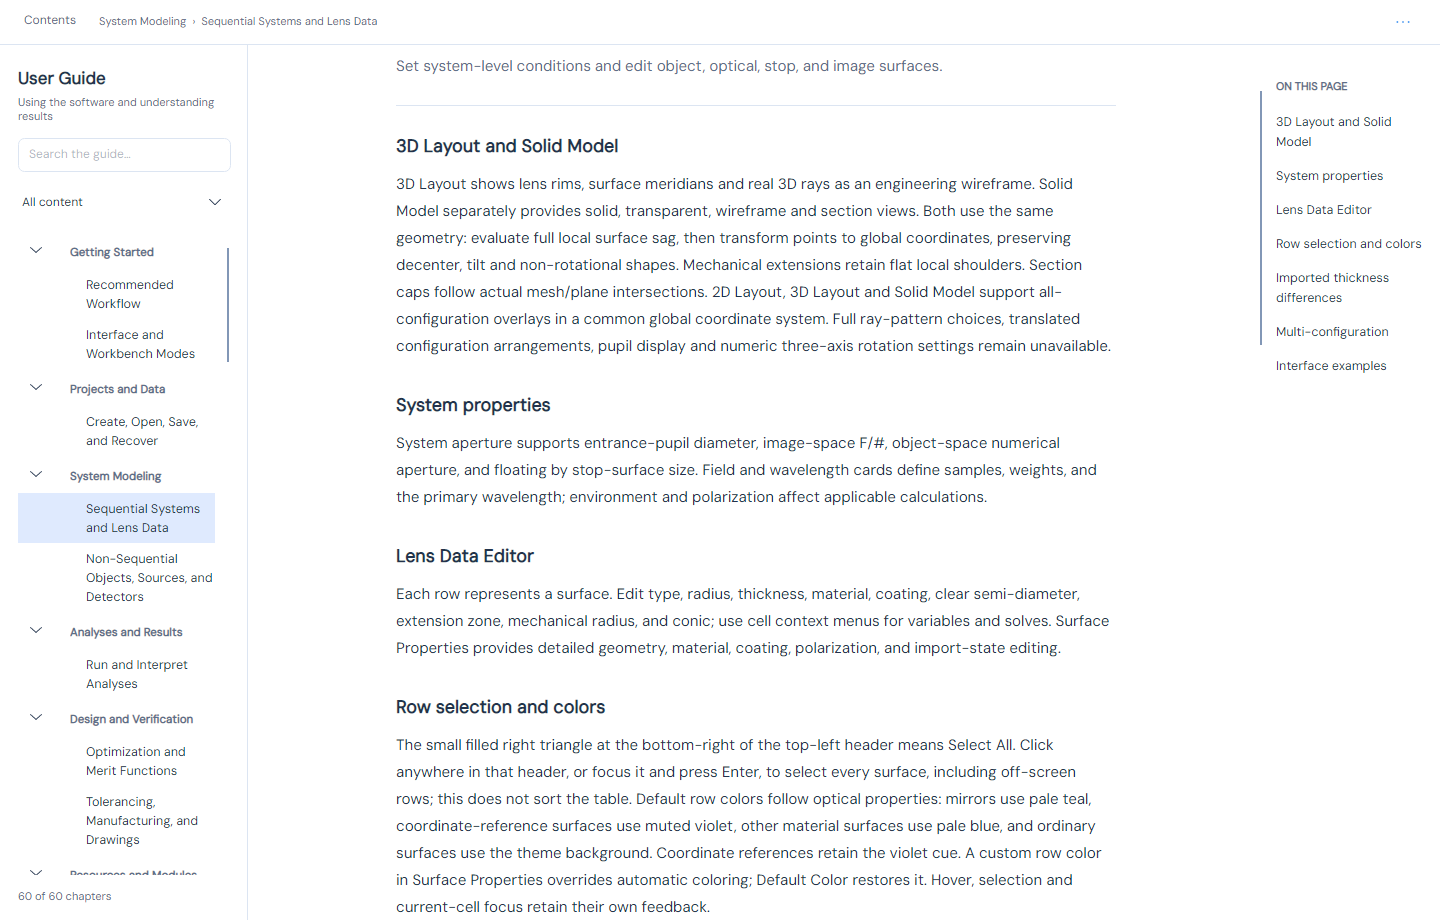 Contents
System Modeling › Sequential Systems and Lens Data
...
User Guide
Using the software and understanding
results
Search the guide...
All content
Getting Started
Recommended
Workflow
Interface and
Workbench Modes
Projects and Data
Create, Open, Save,
and Recover
System Modeling
Sequential Systems
and Lens Data
Non-Sequential
Objects, Sources, and
Detectors
Analyses and Results
Run and Interpret
Analyses
Design and Verification
Optimization and
Merit Functions
Tolerancing,
Manufacturing, and
Drawings
Resources and Modules
60 of 60 chapters
Set system-level conditions and edit object, optical, stop, and image surfaces.
3D Layout and Solid Model
3D Layout shows lens rims, surface meridians and real 3D rays as an engineering wireframe. Solid
Model separately provides solid, transparent, wireframe and section views. Both use the same
geometry: evaluate full local surface sag, then transform points to global coordinates, preserving
decenter, tilt and non-rotational shapes. Mechanical extensions retain flat local shoulders. Section
caps follow actual mesh/plane intersections. 2D Layout, 3D Layout and Solid Model support all-
configuration overlays in a common global coordinate system. Full ray-pattern choices, translated
configuration arrangements, pupil display and numeric three-axis rotation settings remain unavailable.
System properties
System aperture supports entrance-pupil diameter, image-space F/#, object-space numerical
aperture, and floating by stop-surface size. Field and wavelength cards define samples, weights, and
the primary wavelength; environment and polarization affect applicable calculations.
Lens Data Editor
Each row represents a surface. Edit type, radius, thickness, material, coating, clear semi-diameter,
extension zone, mechanical radius, and conic; use cell context menus for variables and solves. Surface
Properties provides detailed geometry, material, coating, polarization, and import-state editing.
Row selection and colors
The small filled right triangle at the bottom-right of the top-left header means Select All. Click
anywhere in that header, or focus it and press Enter, to select every surface, including off-screen
rows; this does not sort the table. Default row colors follow optical properties: mirrors use pale teal,
coordinate-reference surfaces use muted violet, other material surfaces use pale blue, and ordinary
surfaces use the theme background. Coordinate references retain the violet cue. A custom row color
in Surface Properties overrides automatic coloring; Default Color restores it. Hover, selection and
current-cell focus retain their own feedback.
ON THIS PAGE
3D Layout and Solid
Model
System properties
Lens Data Editor
Row selection and colors
Imported thickness
differences
Multi-configuration
Interface examples